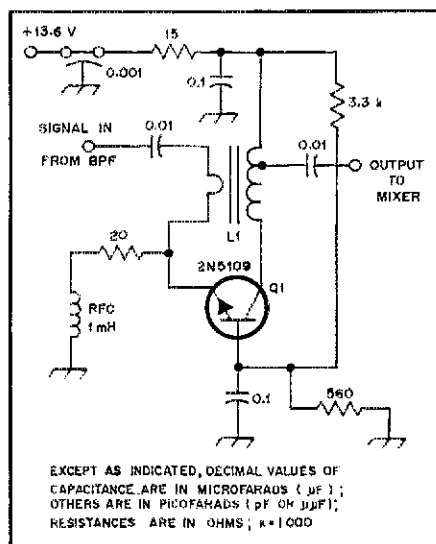 +13.6 V
0.001
15
0.1
3.3 k
SIGNAL IN
FROM BPF
0.01
0.01
OUTPUT
TO
MIXER
L1
20
2N5109
Q1
RFC
1 mH
0.1
560
EXCEPT AS INDICATED, DECIMAL VALUES OF
CAPACITANCE ARE IN MICROFARADS ( µF ) ;
OTHERS ARE IN PICOFARADS ( pF OR µµF);
RESISTANCES ARE IN OHMS ; k=1000